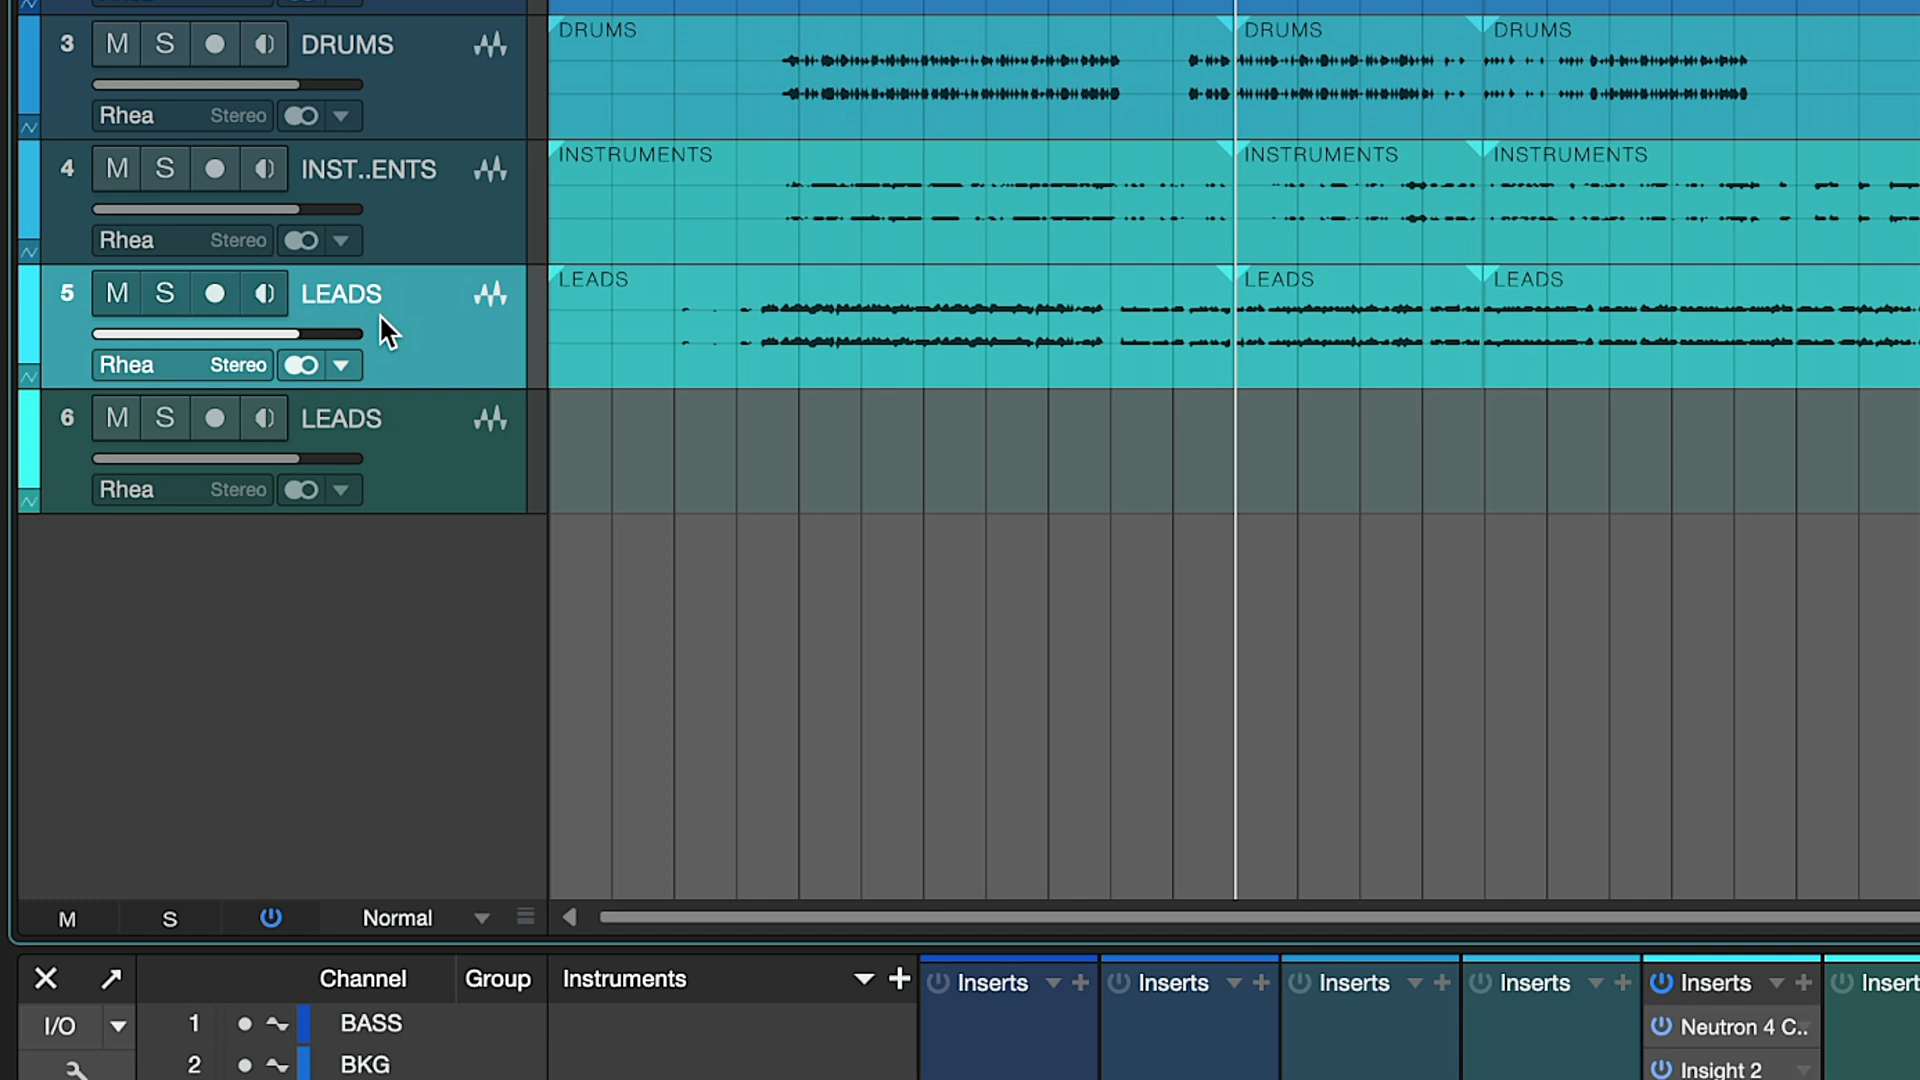 3 M S DRUMS
Rhea Stereo
DRUMS DRUMS DRUMS
4 M S INST..ENTS
Rhea Stereo
INSTRUMENTS INSTRUMENTS INSTRUMENTS
5 M S LEADS
Rhea Stereo
LEADS LEADS LEADS
6 M S LEADS
Rhea Stereo
M S Normal
Channel Group Instruments
Inserts Inserts Inserts Inserts Inserts Insert
I/O 1 BASS
Neutron 4 C..
2 BKG
Insight 2